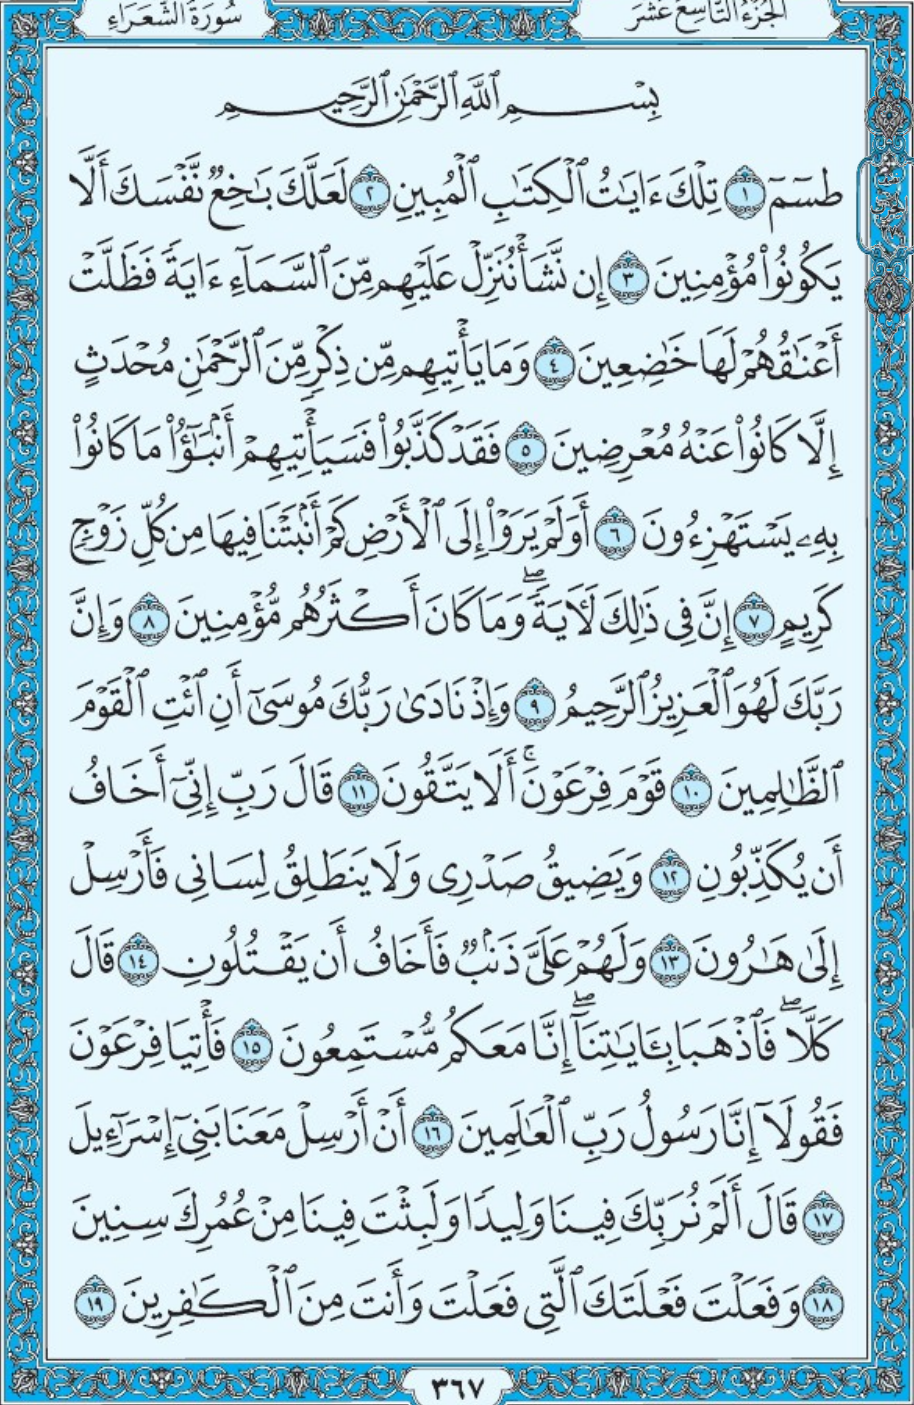 سُورَةُ الشُّعَرَاءِ
الجُزْءُ التَّاسِعَ عَشَرَ
بِسْمِ ٱللَّهِ ٱلرَّحْمَٰنِ ٱلرَّحِيمِ
طسٓمٓ ١ تِلْكَ ءَايَٰتُ ٱلْكِتَٰبِ ٱلْمُبِينِ ٢ لَعَلَّكَ بَٰخِعٌ نَّفْسَكَ أَلَّا
يَكُونُوا۟ مُؤْمِنِينَ ٣ إِن نَّشَأْ نُنَزِّلْ عَلَيْهِم مِّنَ ٱلسَّمَآءِ ءَايَةً فَظَلَّتْ
أَعْنَٰقُهُمْ لَهَا خَٰضِعِينَ ٤ وَمَا يَأْتِيهِم مِّن ذِكْرٍ مِّنَ ٱلرَّحْمَٰنِ مُحْدَثٍ
إِلَّا كَانُوا۟ عَنْهُ مُعْرِضِينَ ٥ فَقَدْ كَذَّبُوا۟ فَسَيَأْتِيهِمْ أَنۢبَٰٓؤُا۟ مَا كَانُوا۟
بِهِۦ يَسْتَهْزِءُونَ ٦ أَوَلَمْ يَرَوْا۟ إِلَى ٱلْأَرْضِ كَمْ أَنۢبَتْنَا فِيهَا مِن كُلِّ زَوْجٍ
كَرِيمٍ ٧ إِنَّ فِى ذَٰلِكَ لَءَايَةً ۖ وَمَا كَانَ أَكْثَرُهُم مُّؤْمِنِينَ ٨ وَإِنَّ
رَبَّكَ لَهُوَ ٱلْعَزِيزُ ٱلرَّحِيمُ ٩ وَإِذْ نَادَىٰ رَبُّكَ مُوسَىٰٓ أَنِ ٱئْتِ ٱلْقَوْمَ
ٱلظَّٰلِمِينَ ١٠ قَوْمَ فِرْعَوْنَ ۚ أَلَا يَتَّقُونَ ١١ قَالَ رَبِّ إِنِّىٓ أَخَافُ
أَن يُكَذِّبُونِ ١٢ وَيَضِيقُ صَدْرِى وَلَا يَنطَلِقُ لِسَانِى فَأَرْسِلْ
إِلَىٰ هَٰرُونَ ١٣ وَلَهُمْ عَلَىَّ ذَنۢبٌ فَأَخَافُ أَن يَقْتُلُونِ ١٤ قَالَ
كَلَّا ۖ فَٱذْهَبَا بِـَٔايَٰتِنَآ ۖ إِنَّا مَعَكُم مُّسْتَمِعُونَ ١٥ فَأْتِيَا فِرْعَوْنَ
فَقُولَآ إِنَّا رَسُولُ رَبِّ ٱلْعَٰلَمِينَ ١٦ أَنْ أَرْسِلْ مَعَنَا بَنِىٓ إِسْرَٰٓءِيلَ
١٧ قَالَ أَلَمْ نُرَبِّكَ فِينَا وَلِيدًا وَلَبِثْتَ فِينَا مِنْ عُمُرِكَ سِنِينَ
١٨ وَفَعَلْتَ فَعْلَتَكَ ٱلَّتِى فَعَلْتَ وَأَنتَ مِنَ ٱلْكَٰفِرِينَ ١٩
٣٦٧